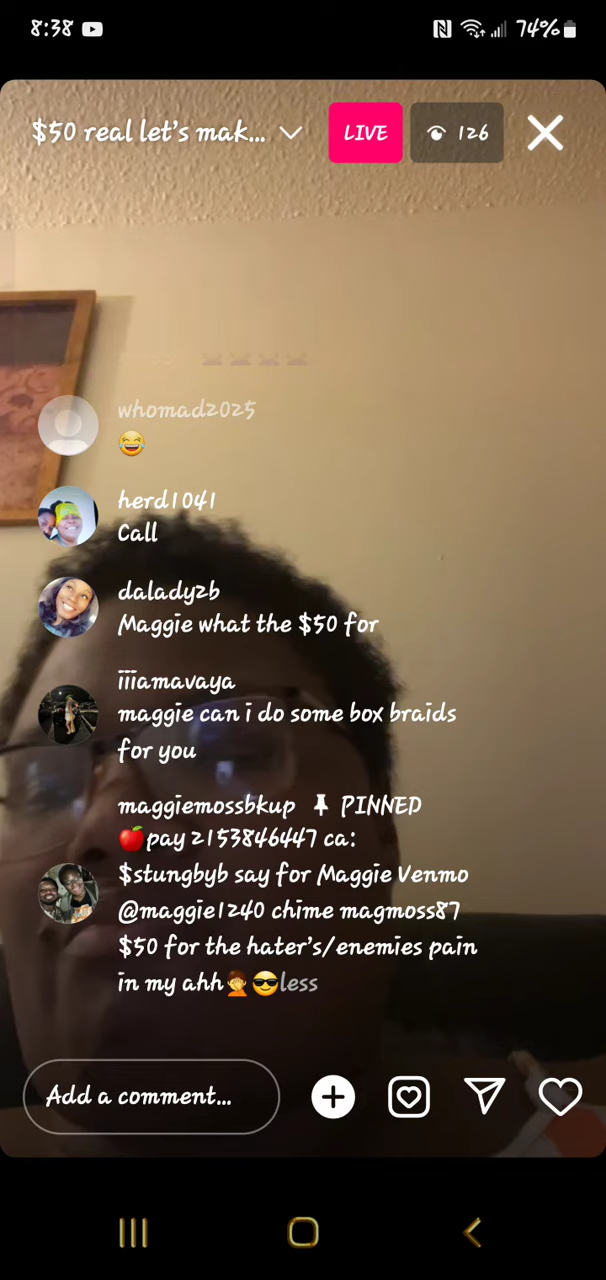 8:38
74%
$50 real let's mak...
LIVE
126
whomad2025
😂
herd1041
Call
dalady2b
Maggie what the $50 for
iiiamavaya
maggie can i do some box braids
for you
maggiemossbkup 📌 PINNED
🍎pay 2153846447 ca:
$stungbyb say for Maggie Venmo
@maggie1240 chime magmoss87
$50 for the hater's/enemies pain
in my ahh🤦😎less
Add a comment...